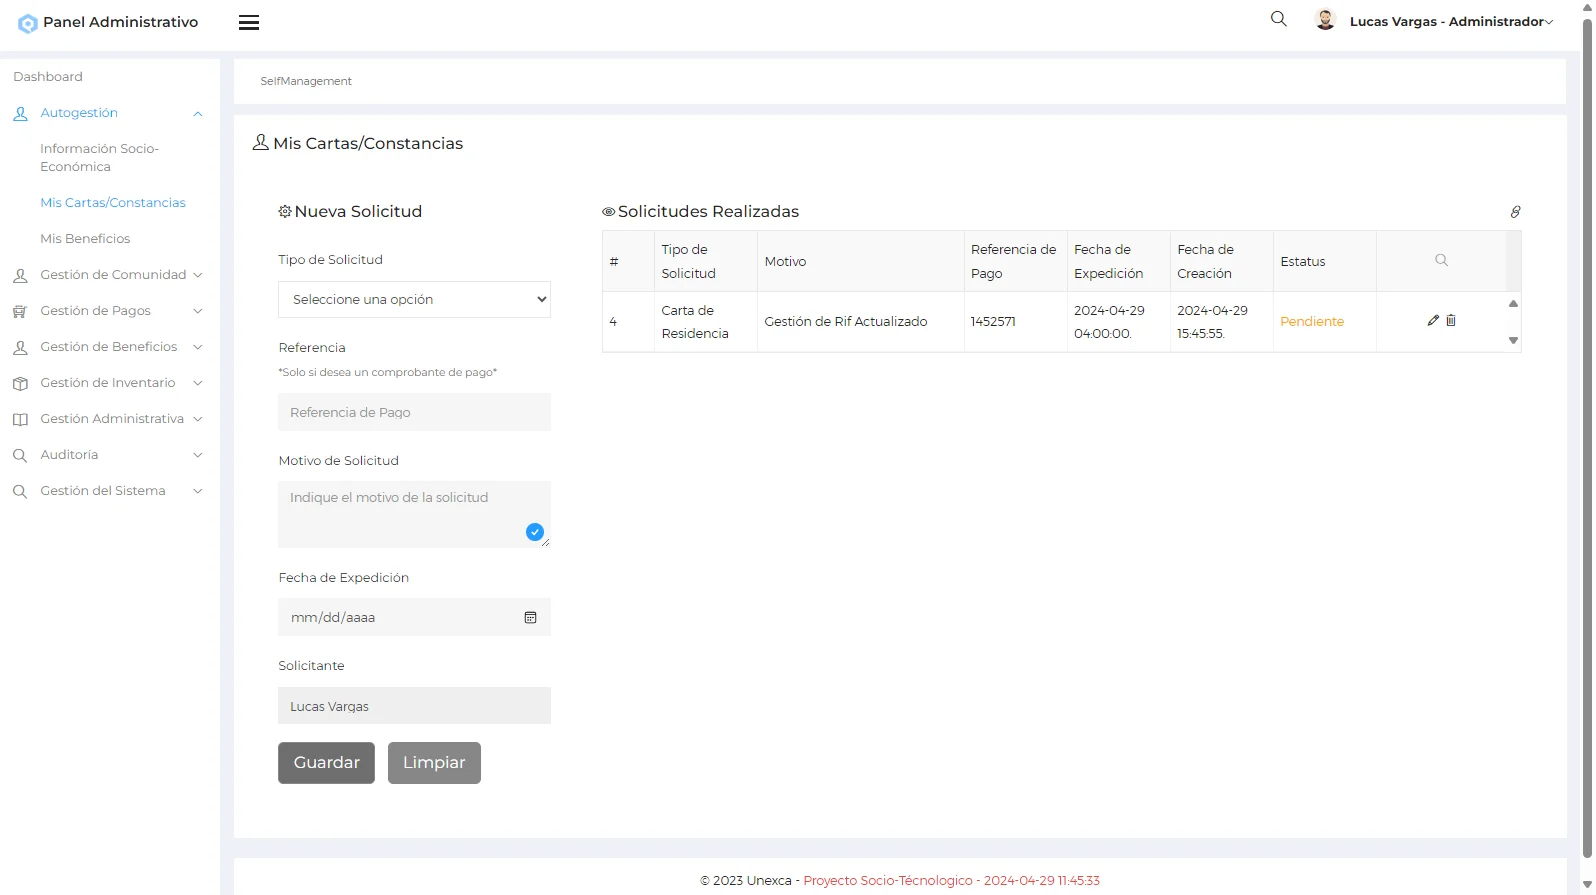 Panel Administrativo
Lucas Vargas - Administrador
Dashboard
Autogestión
Información Socio-
Económica
Mis Cartas/Constancias
Mis Beneficios
Gestión de Comunidad
Gestión de Pagos
Gestión de Beneficios
Gestión de Inventario
Gestión Administrativa
Auditoría
Gestión del Sistema
SelfManagement
Mis Cartas/Constancias
Nueva Solicitud
Tipo de Solicitud
Seleccione una opción
Referencia
*Solo si desea un comprobante de pago*
Referencia de Pago
Motivo de Solicitud
Indique el motivo de la solicitud
Fecha de Expedición
mm/dd/aaaa
Solicitante
Lucas Vargas
Guardar
Limpiar
Solicitudes Realizadas
#
Tipo de
Solicitud
Motivo
Referencia de
Pago
Fecha de
Expedición
Fecha de
Creación
Estatus
4
Carta de
Residencia
Gestión de Rif Actualizado
1452571
2024-04-29
04:00:00.
2024-04-29
15:45:55.
Pendiente
© 2023 Unexca - Proyecto Socio-Técnologico - 2024-04-29 11:45:33